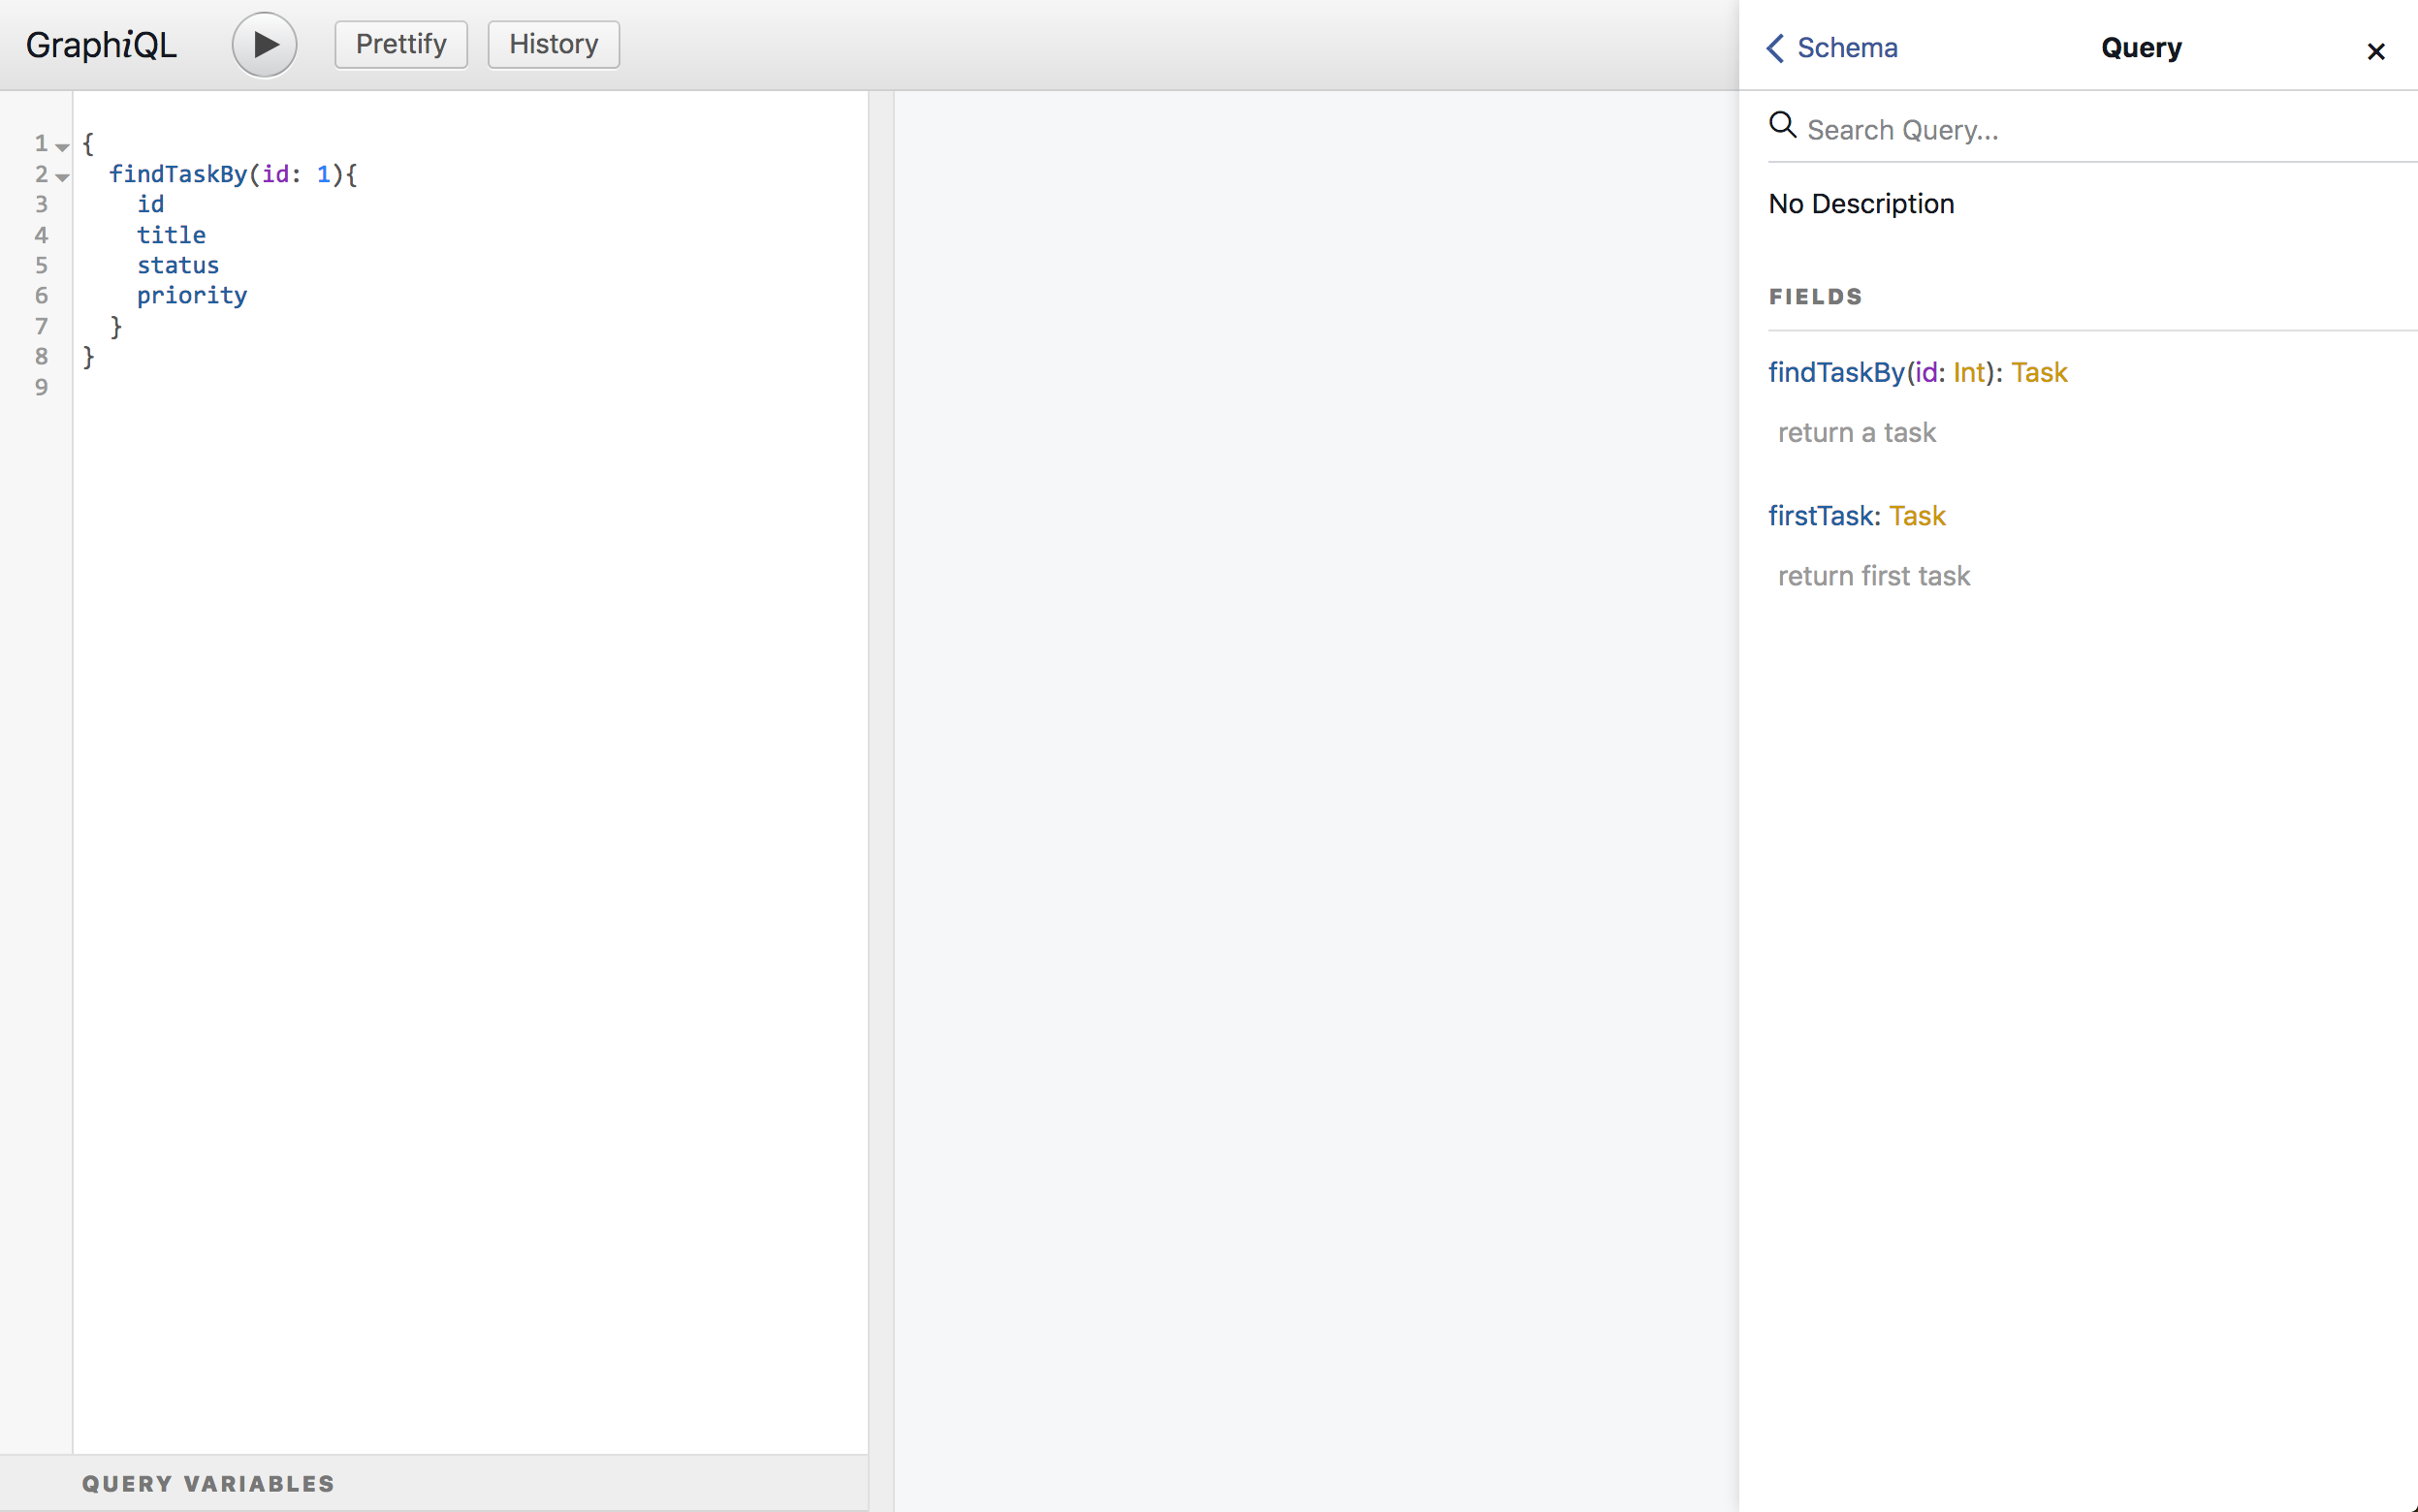 GraphiQL
Prettify
History
1 {
2   findTaskBy(id: 1){
3     id
4     title
5     status
6     priority
7   }
8 }
9
QUERY VARIABLES
Schema
Query
×
Search Query...
No Description
FIELDS
findTaskBy(id: Int): Task
return a task
firstTask: Task
return first task